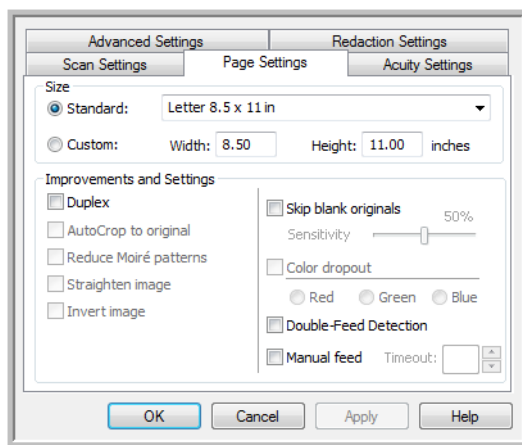 Advanced Settings Redaction Settings
Scan Settings Page Settings Acuity Settings
Size
Standard: Letter 8.5 x 11 in
Custom: Width: 8.50 Height: 11.00 inches
Improvements and Settings
Duplex
AutoCrop to original
Reduce Moiré patterns
Straighten image
Invert image
Skip blank originals 50%
Sensitivity
Color dropout
Red Green Blue
Double-Feed Detection
Manual feed Timeout:
OK Cancel Apply Help